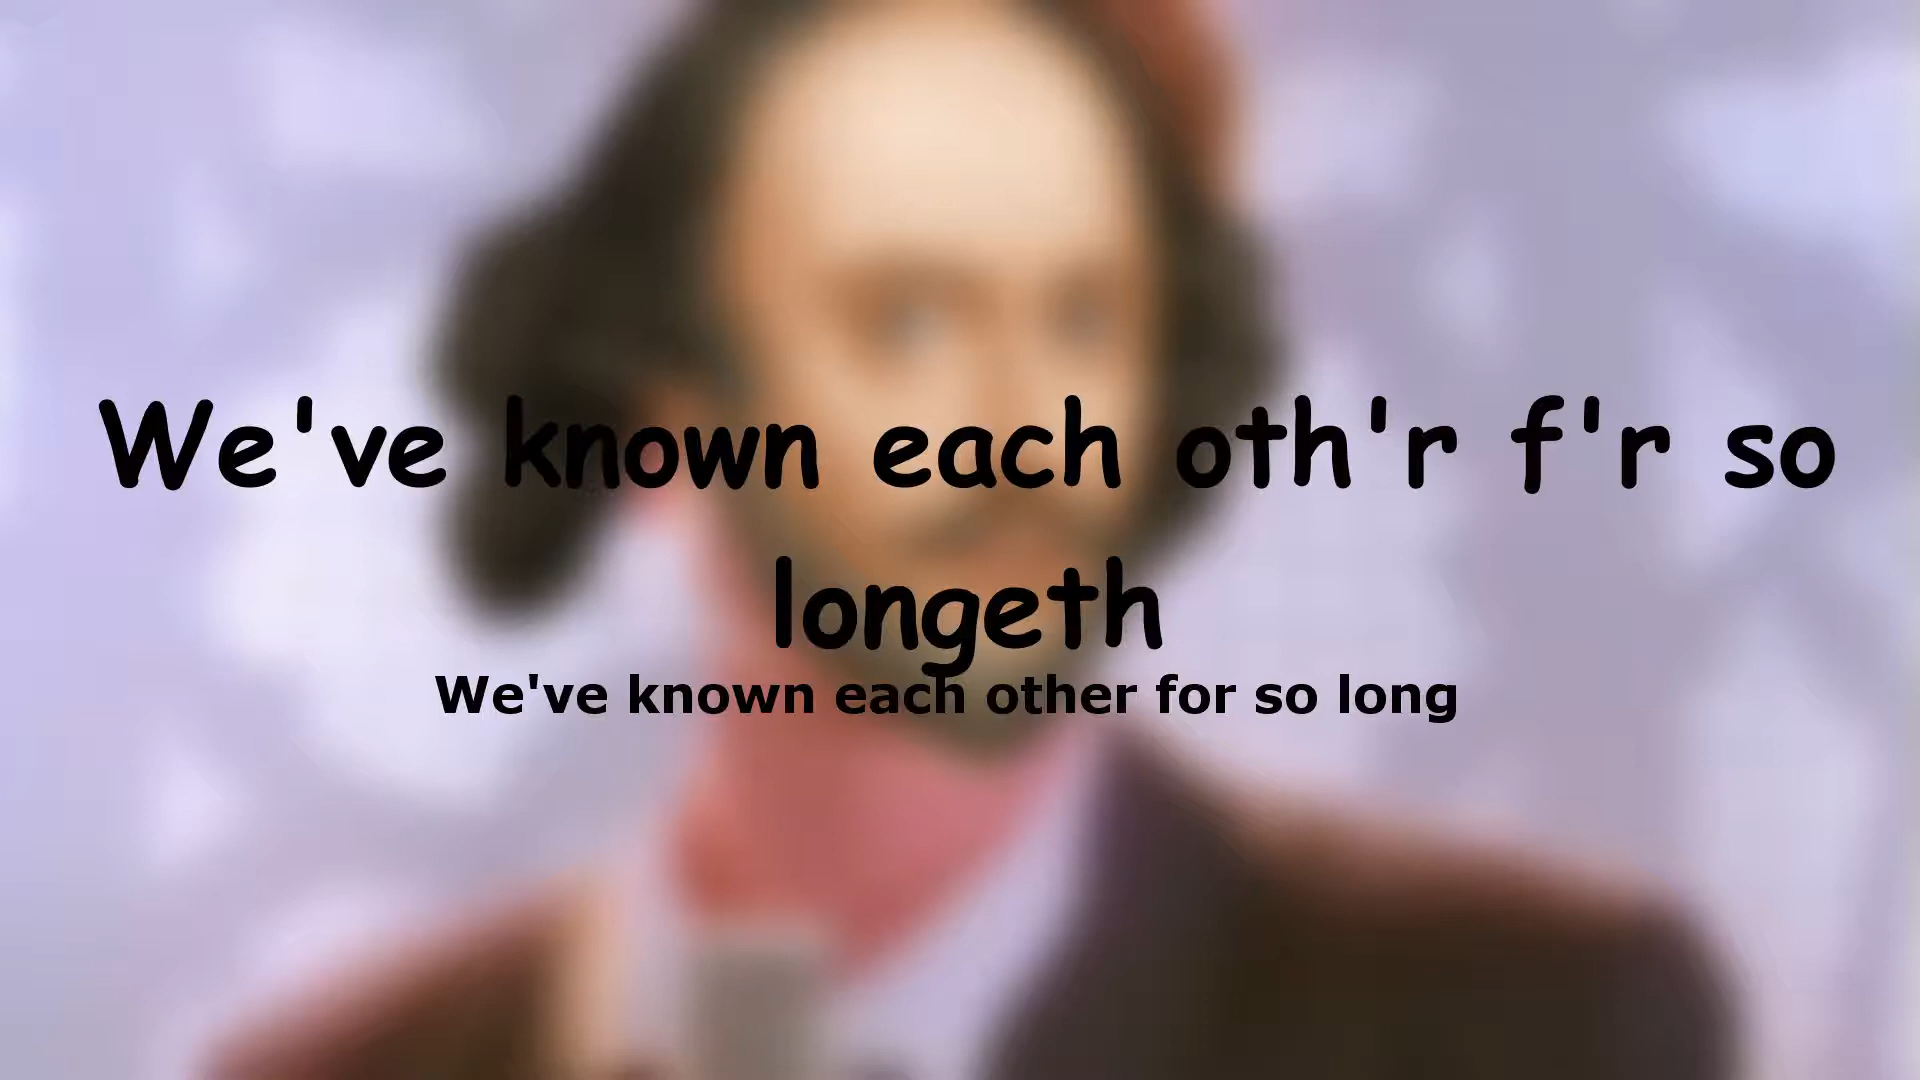 We've known each oth'r f'r so
longeth
We've known each other for so long